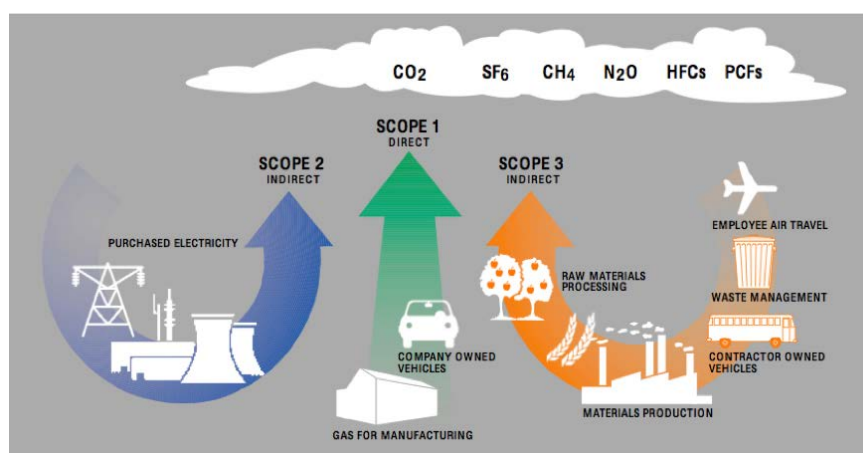 CO2 SF6 CH4 N2O HFCs PCFs
SCOPE 1
DIRECT
SCOPE 2
INDIRECT
SCOPE 3
INDIRECT
PURCHASED ELECTRICITY
COMPANY OWNED
VEHICLES
GAS FOR MANUFACTURING
RAW MATERIALS
PROCESSING
EMPLOYEE AIR TRAVEL
WASTE MANAGEMENT
CONTRACTOR OWNED
VEHICLES
MATERIALS PRODUCTION